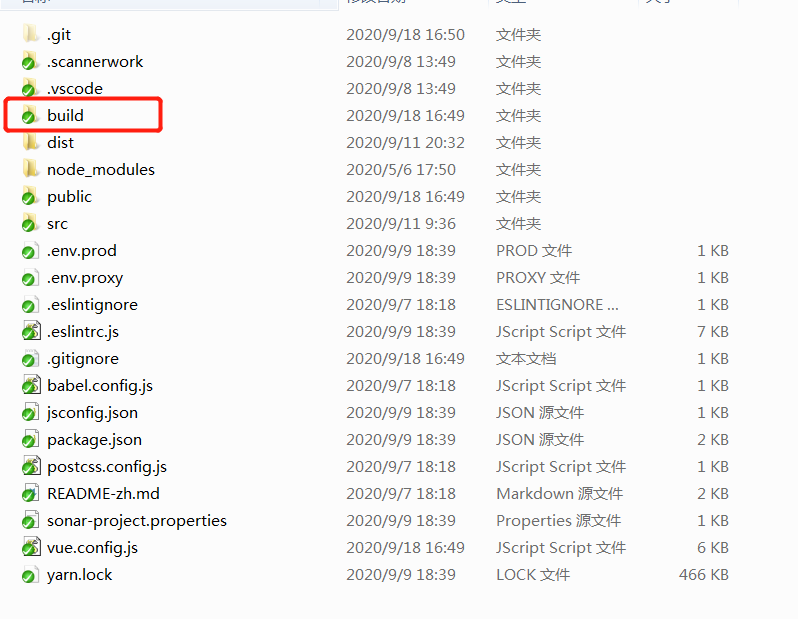 .git 2020/9/18 16:50 文件夹
.scannerwork 2020/9/8 13:49 文件夹
.vscode 2020/9/8 13:49 文件夹
build 2020/9/18 16:49 文件夹
dist 2020/9/11 20:32 文件夹
node_modules 2020/5/6 17:50 文件夹
public 2020/9/18 16:49 文件夹
src 2020/9/11 9:36 文件夹
.env.prod 2020/9/9 18:39 PROD 文件 1 KB
.env.proxy 2020/9/9 18:39 PROXY 文件 1 KB
.eslintignore 2020/9/7 18:18 ESLINTIGNORE ... 1 KB
.eslintrc.js 2020/9/9 18:39 JScript Script 文件 7 KB
.gitignore 2020/9/18 16:49 文本文档 1 KB
babel.config.js 2020/9/7 18:18 JScript Script 文件 1 KB
jsconfig.json 2020/9/9 18:39 JSON 源文件 1 KB
package.json 2020/9/9 18:39 JSON 源文件 2 KB
postcss.config.js 2020/9/7 18:18 JScript Script 文件 1 KB
README-zh.md 2020/9/7 18:18 Markdown 源文件 2 KB
sonar-project.properties 2020/9/9 18:39 Properties 源文件 1 KB
vue.config.js 2020/9/18 16:49 JScript Script 文件 6 KB
yarn.lock 2020/9/9 18:39 LOCK 文件 466 KB